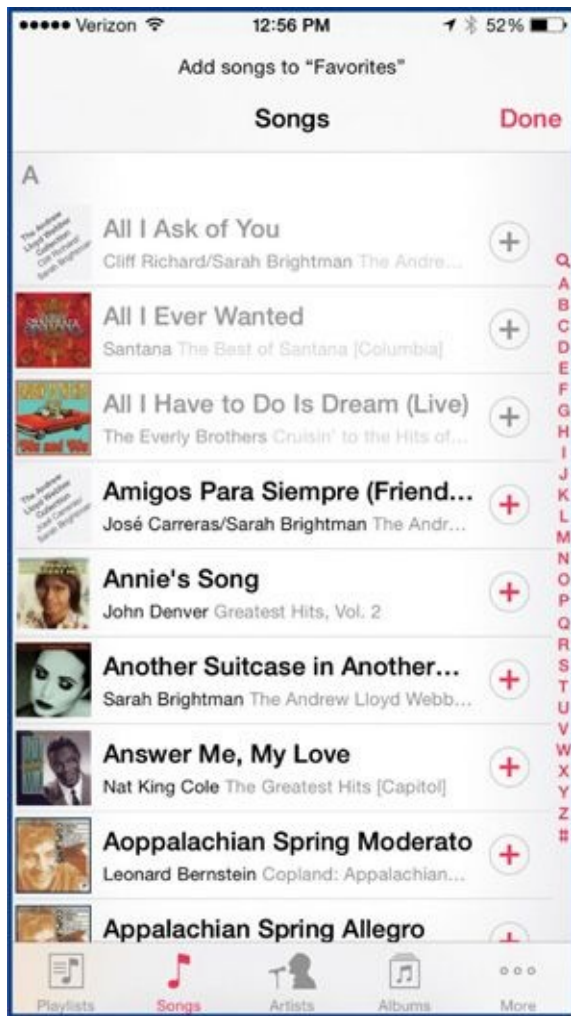 Verizon 12:56 PM 52%
Add songs to “Favorites”
Songs Done
A
All I Ask of You
Cliff Richard/Sarah Brightman The Andre...
All I Ever Wanted
Santana The Best of Santana [Columbia]
All I Have to Do Is Dream (Live)
The Everly Brothers Cruisin' to the Hits of...
Amigos Para Siempre (Friend...
José Carreras/Sarah Brightman The Andr...
Annie's Song
John Denver Greatest Hits, Vol. 2
Another Suitcase in Another...
Sarah Brightman The Andrew Lloyd Webb...
Answer Me, My Love
Nat King Cole The Greatest Hits [Capitol]
Aoppalachian Spring Moderato
Leonard Bernstein Copland: Appalachian...
Appalachian Spring Allegro
A
B
C
D
E
F
G
H
I
J
K
L
M
N
O
P
Q
R
S
T
U
V
W
X
Y
Z
#
Playlists Songs Artists Albums More